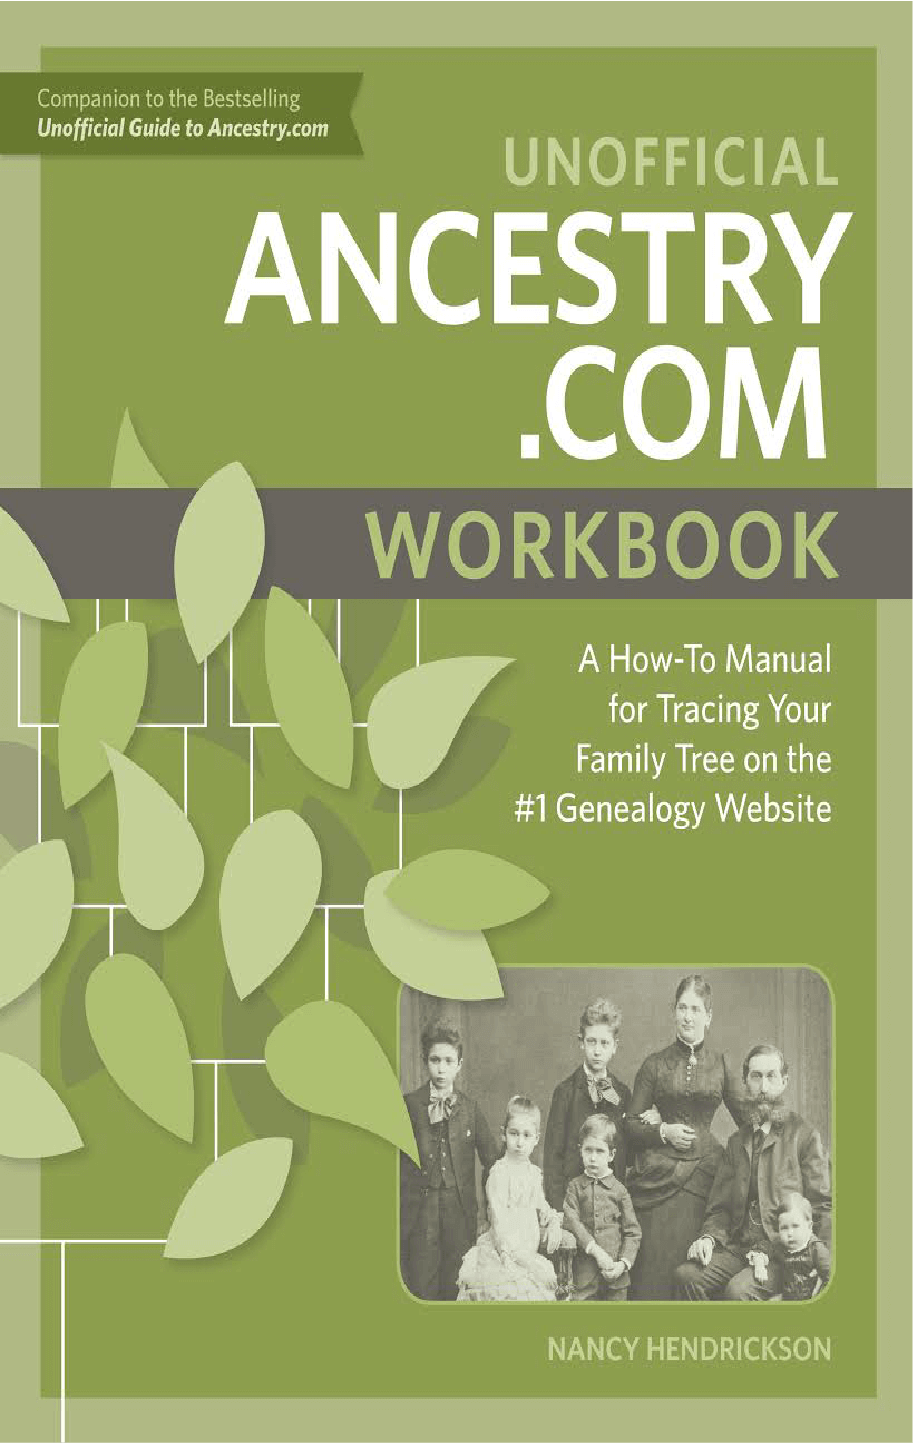 Companion to the Bestselling
Unofficial Guide to Ancestry.com
UNOFFICIAL
ANCESTRY
.COM
WORKBOOK
A How-To Manual
for Tracing Your
Family Tree on the
#1 Genealogy Website
NANCY HENDRICKSON